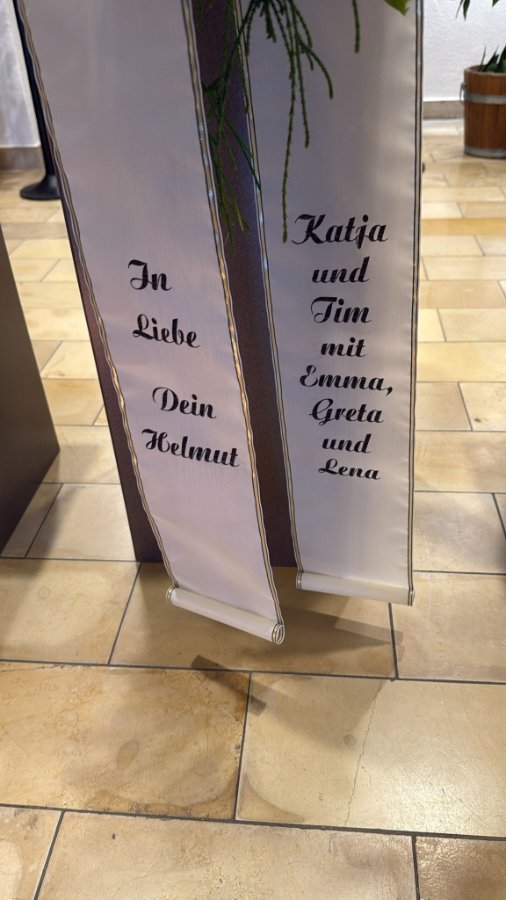 In
Liebe
Dein
Helmut
Katja
und
Tim
mit
Emma,
Greta
und
Lena